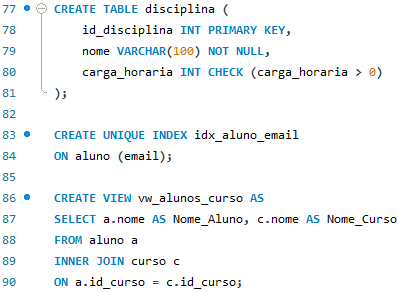 77 CREATE TABLE disciplina (
78 id_disciplina INT PRIMARY KEY,
79 nome VARCHAR(100) NOT NULL,
80 carga_horaria INT CHECK (carga_horaria > 0)
81 );
82
83 CREATE UNIQUE INDEX idx_aluno_email
84 ON aluno (email);
85
86 CREATE VIEW vw_alunos_curso AS
87 SELECT a.nome AS Nome_Aluno, c.nome AS Nome_Curso
88 FROM aluno a
89 INNER JOIN curso c
90 ON a.id_curso = c.id_curso;